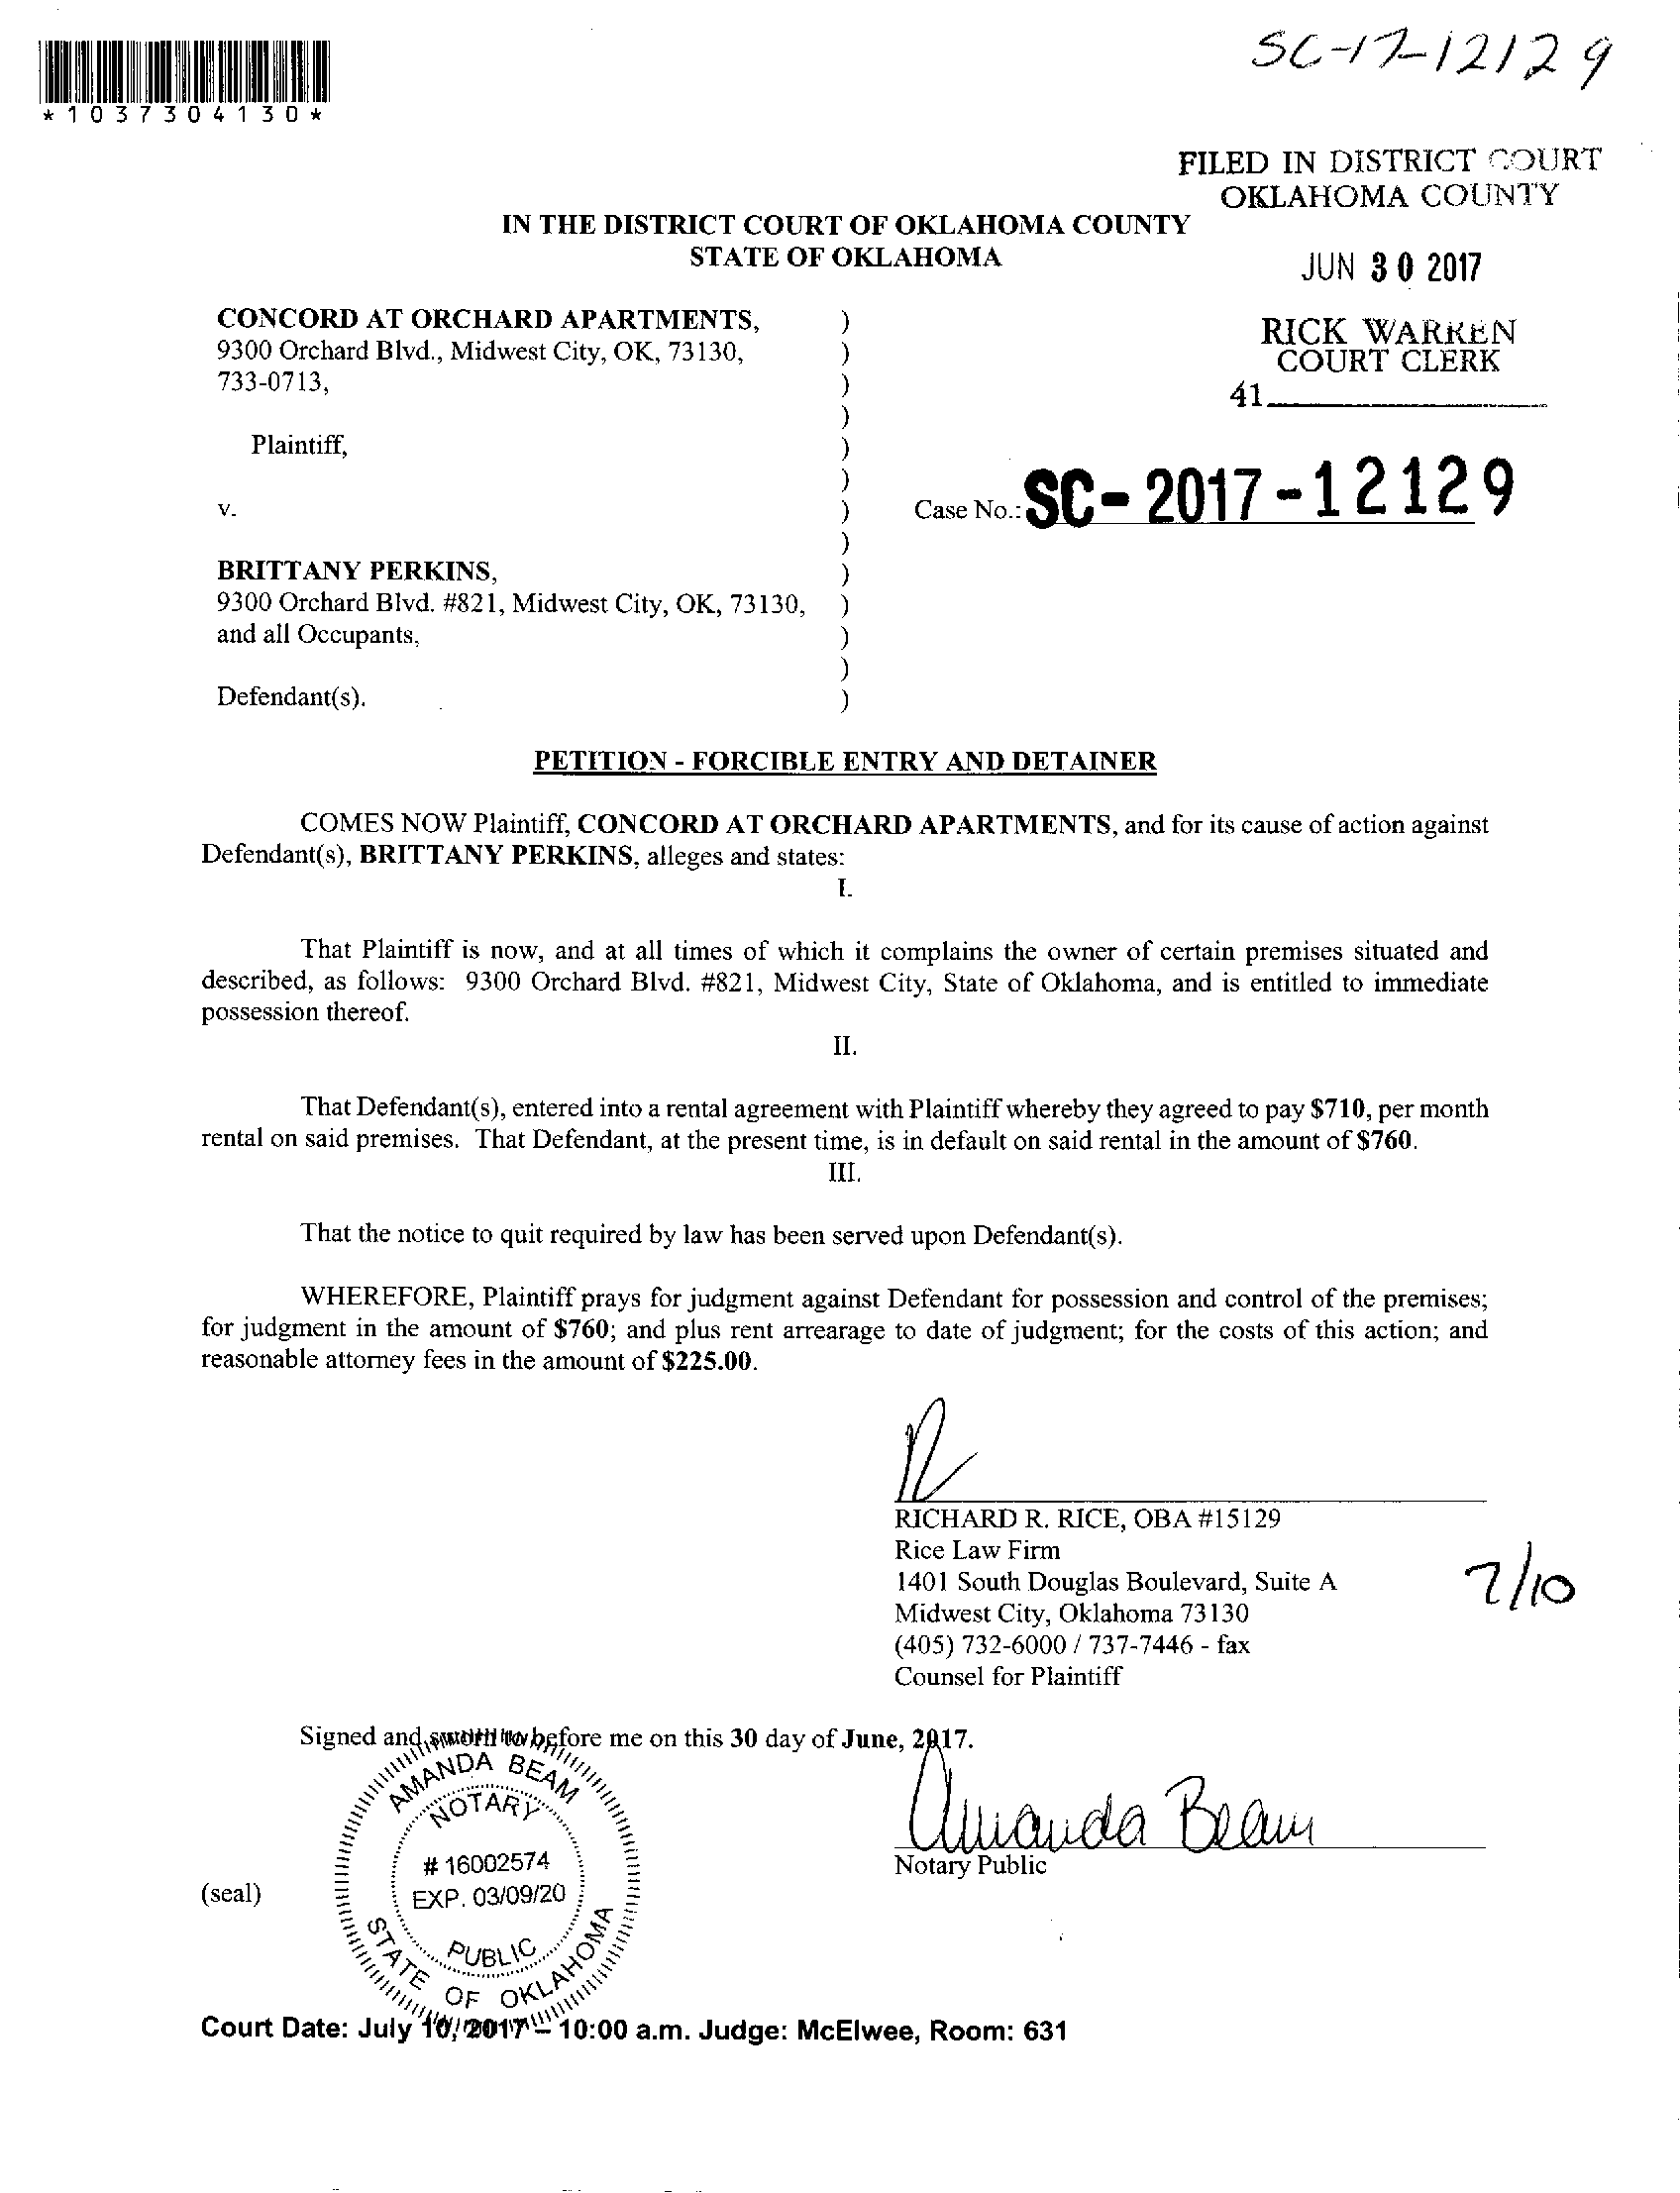 SC-17-12129
*1037304130*
FILED IN DISTRICT COURT
OKLAHOMA COUNTY
IN THE DISTRICT COURT OF OKLAHOMA COUNTY
STATE OF OKLAHOMA
JUN 30 2017
RICK WARREN
COURT CLERK
41
CONCORD AT ORCHARD APARTMENTS, )
9300 Orchard Blvd., Midwest City, OK, 73130, )
733-0713, )
)
Plaintiff, )
)
v. ) Case No.: SC-2017-12129
)
BRITTANY PERKINS, )
9300 Orchard Blvd. #821, Midwest City, OK, 73130, )
and all Occupants, )
)
Defendant(s). )
PETITION - FORCIBLE ENTRY AND DETAINER
COMES NOW Plaintiff, CONCORD AT ORCHARD APARTMENTS, and for its cause of action against
Defendant(s), BRITTANY PERKINS, alleges and states:
I.
That Plaintiff is now, and at all times of which it complains the owner of certain premises situated and
described, as follows: 9300 Orchard Blvd. #821, Midwest City, State of Oklahoma, and is entitled to immediate
possession thereof.
II.
That Defendant(s), entered into a rental agreement with Plaintiff whereby they agreed to pay $710, per month
rental on said premises. That Defendant, at the present time, is in default on said rental in the amount of $760.
III.
That the notice to quit required by law has been served upon Defendant(s).
WHEREFORE, Plaintiff prays for judgment against Defendant for possession and control of the premises;
for judgment in the amount of $760; and plus rent arrearage to date of judgment; for the costs of this action; and
reasonable attorney fees in the amount of $225.00.
RICHARD R. RICE, OBA #15129
Rice Law Firm
1401 South Douglas Boulevard, Suite A
Midwest City, Oklahoma 73130
(405) 732-6000 / 737-7446 - fax
Counsel for Plaintiff
7/10
Signed and sworn to before me on this 30 day of June, 2017.
Amanda Beam
Notary Public
(seal)
AMANDA BEAM
NOTARY
# 16002574
EXP. 03/09/20
PUBLIC
STATE OF OKLAHOMA
Court Date: July 10, 2017 – 10:00 a.m. Judge: McElwee, Room: 631